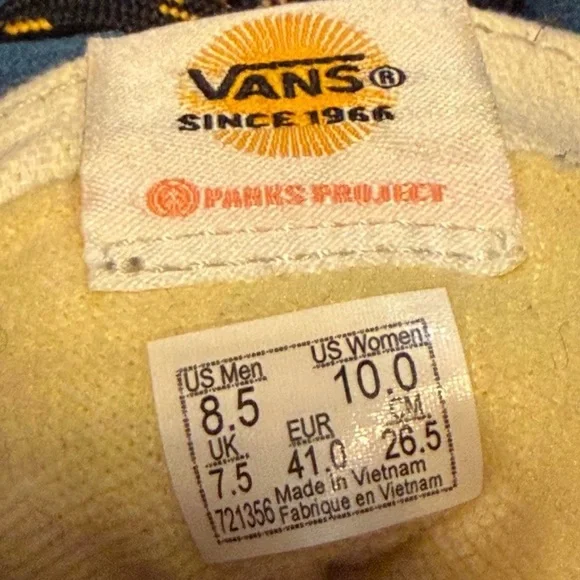 VANS®
SINCE 1966
PARKS PROJECT
US Men US Women
8.5 10.0
UK EUR CM
7.5 41.0 26.5
Made in Vietnam
721356 Fabrique en Vietnam